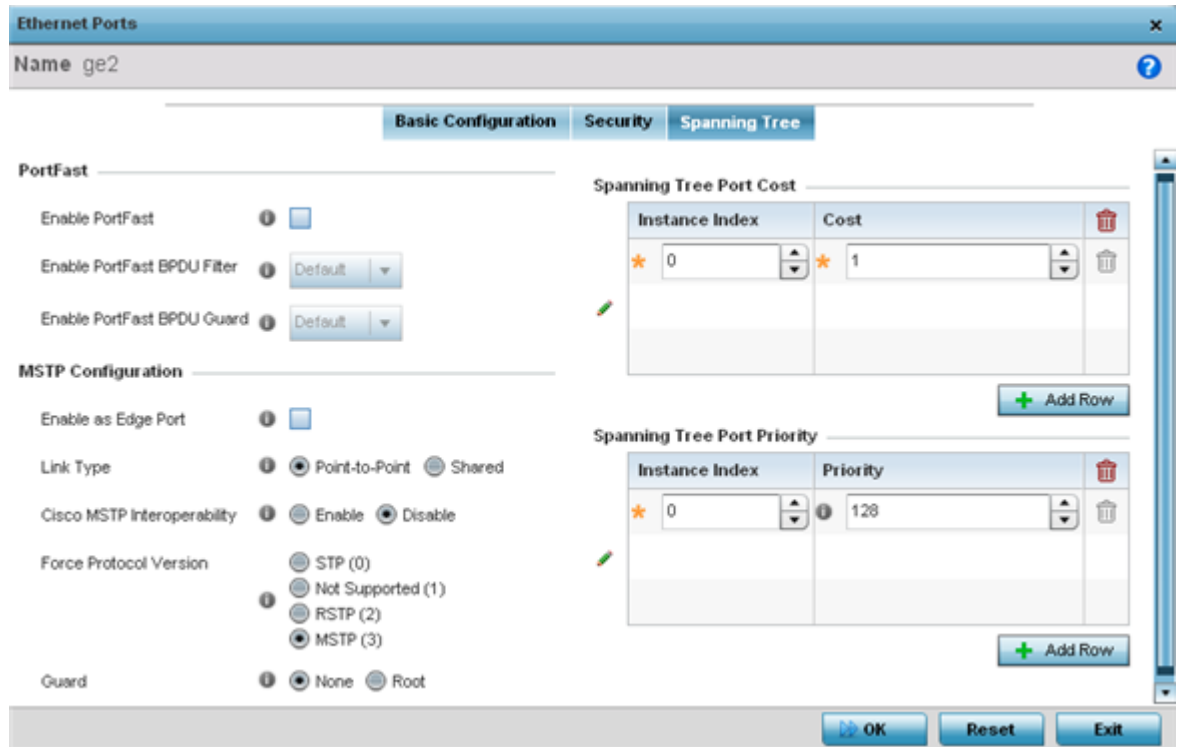 Ethernet Ports
Name ge2
Basic Configuration Security Spanning Tree
PortFast
Enable PortFast
Enable PortFast BPDU Filter Default
Enable PortFast BPDU Guard Default
MSTP Configuration
Enable as Edge Port
Link Type Point-to-Point Shared
Cisco MSTP Interoperability Enable Disable
Force Protocol Version STP (0)
Not Supported (1)
RSTP (2)
MSTP (3)
Guard None Root
Spanning Tree Port Cost
Instance Index Cost
0 1
Add Row
Spanning Tree Port Priority
Instance Index Priority
0 128
Add Row
OK Reset Exit